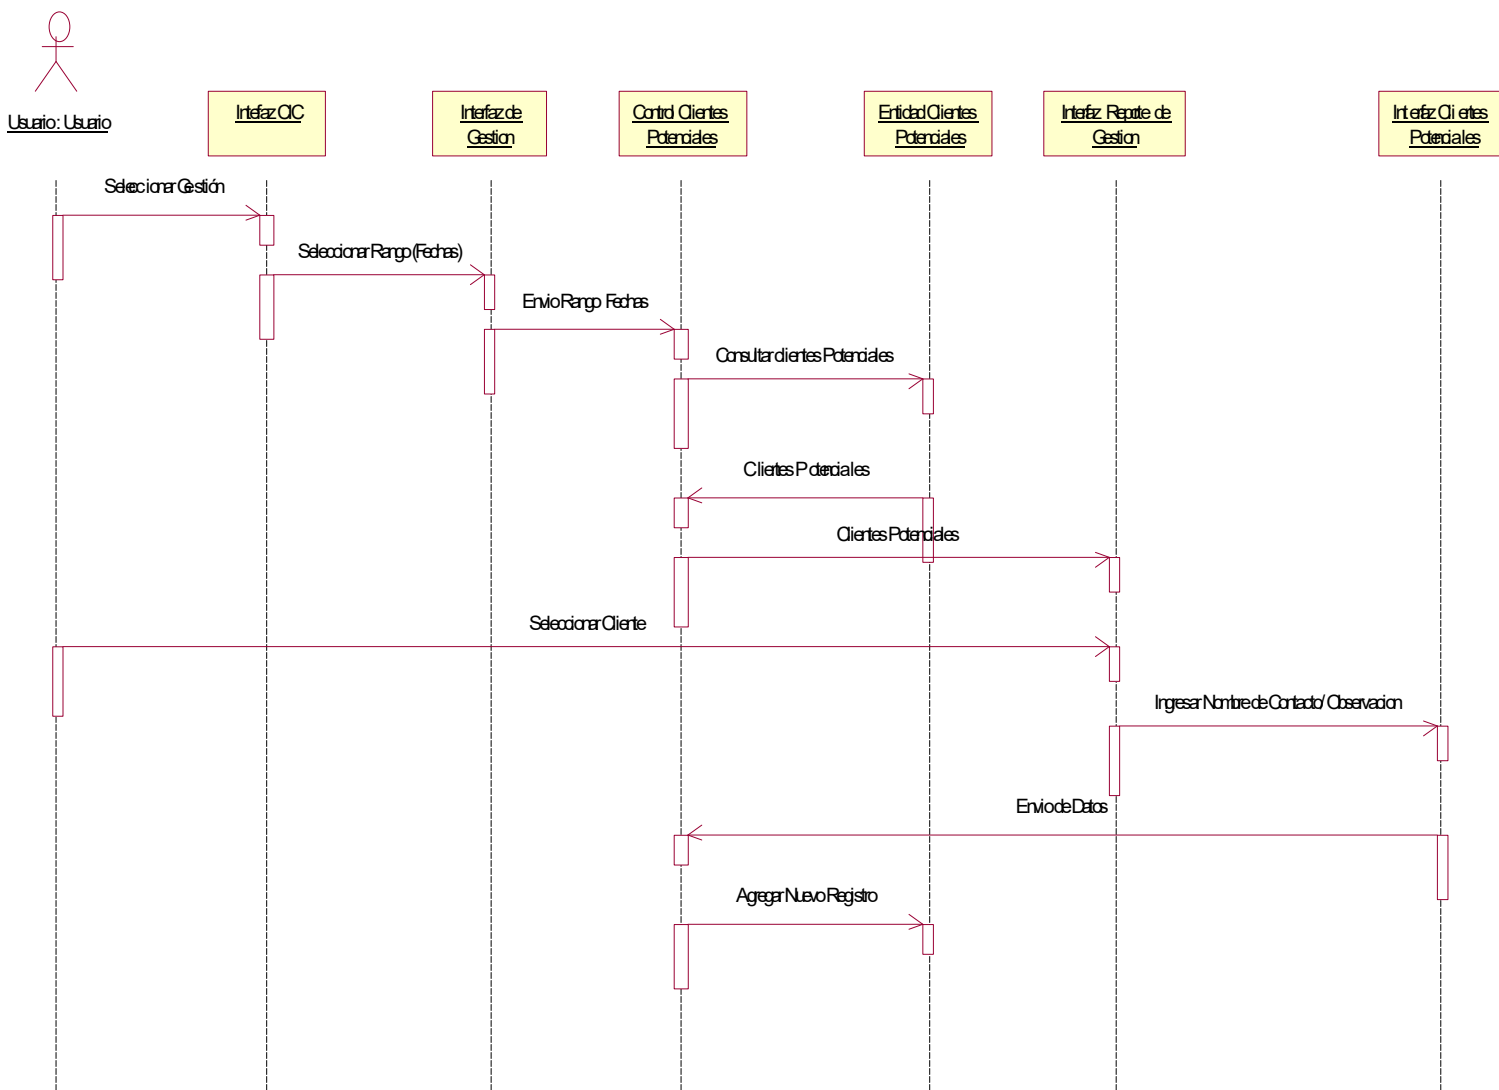 Usuario : Usuario
Intefaz CIC
Interfaz de
Gestion
Control Clientes
Potenciales
Entidad Clientes
Potenciales
Interfaz Reporte de
Gestion
Interfaz Clientes
Potenciales
Seleccionar Gestión
Seleccionar Rango (Fechas)
Envio Rango Fechas
Consultar clientes Potenciales
Clientes Potenciales
Clientes Potenciales
Seleccionar Cliente
Ingresar Nombre de Contacto / Observacion
Envio de Datos
Agregar Nuevo Registro